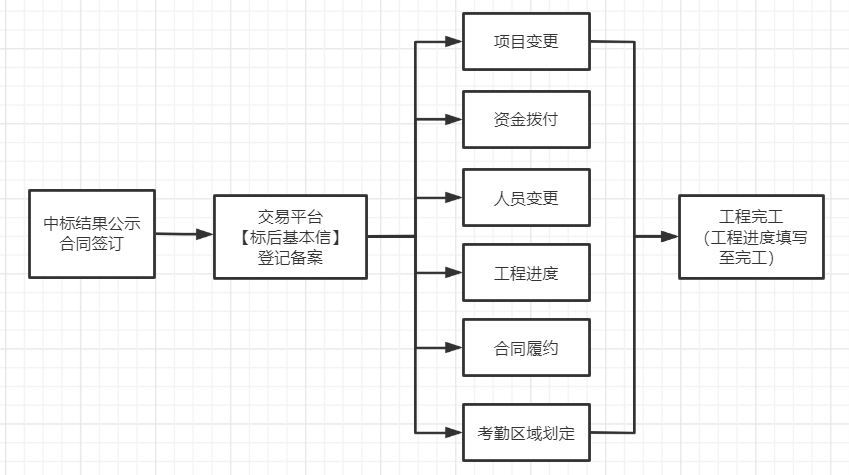 中标结果公示
合同签订
交易平台
【标后基本信】
登记备案
项目变更
资金拨付
人员变更
工程进度
合同履约
考勤区域划定
工程完工
（工程进度填写
至完工）